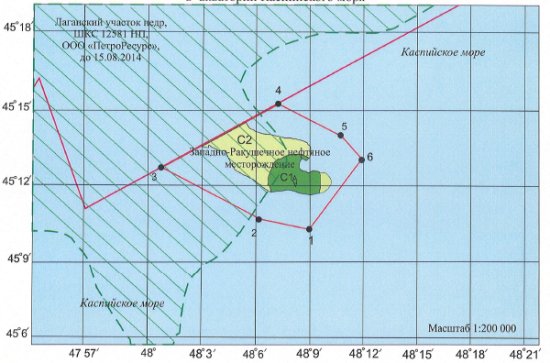 Лаганский участок недр,
ШКС 12581 НП,
ООО «ПетроРесурс»,
до 15.08.2014
Каспийское море
45°18'
45°15'
45°12'
45°9'
45°6'
4
5
6
3
2
1
С2
Западно-Ракушечное нефтяное
месторождение
С1
Каспийское море
Масштаб 1:200 000
47 57'
48°
48°3'
48°6'
48°9'
48°12'
48°15'
48°18'
48°21'